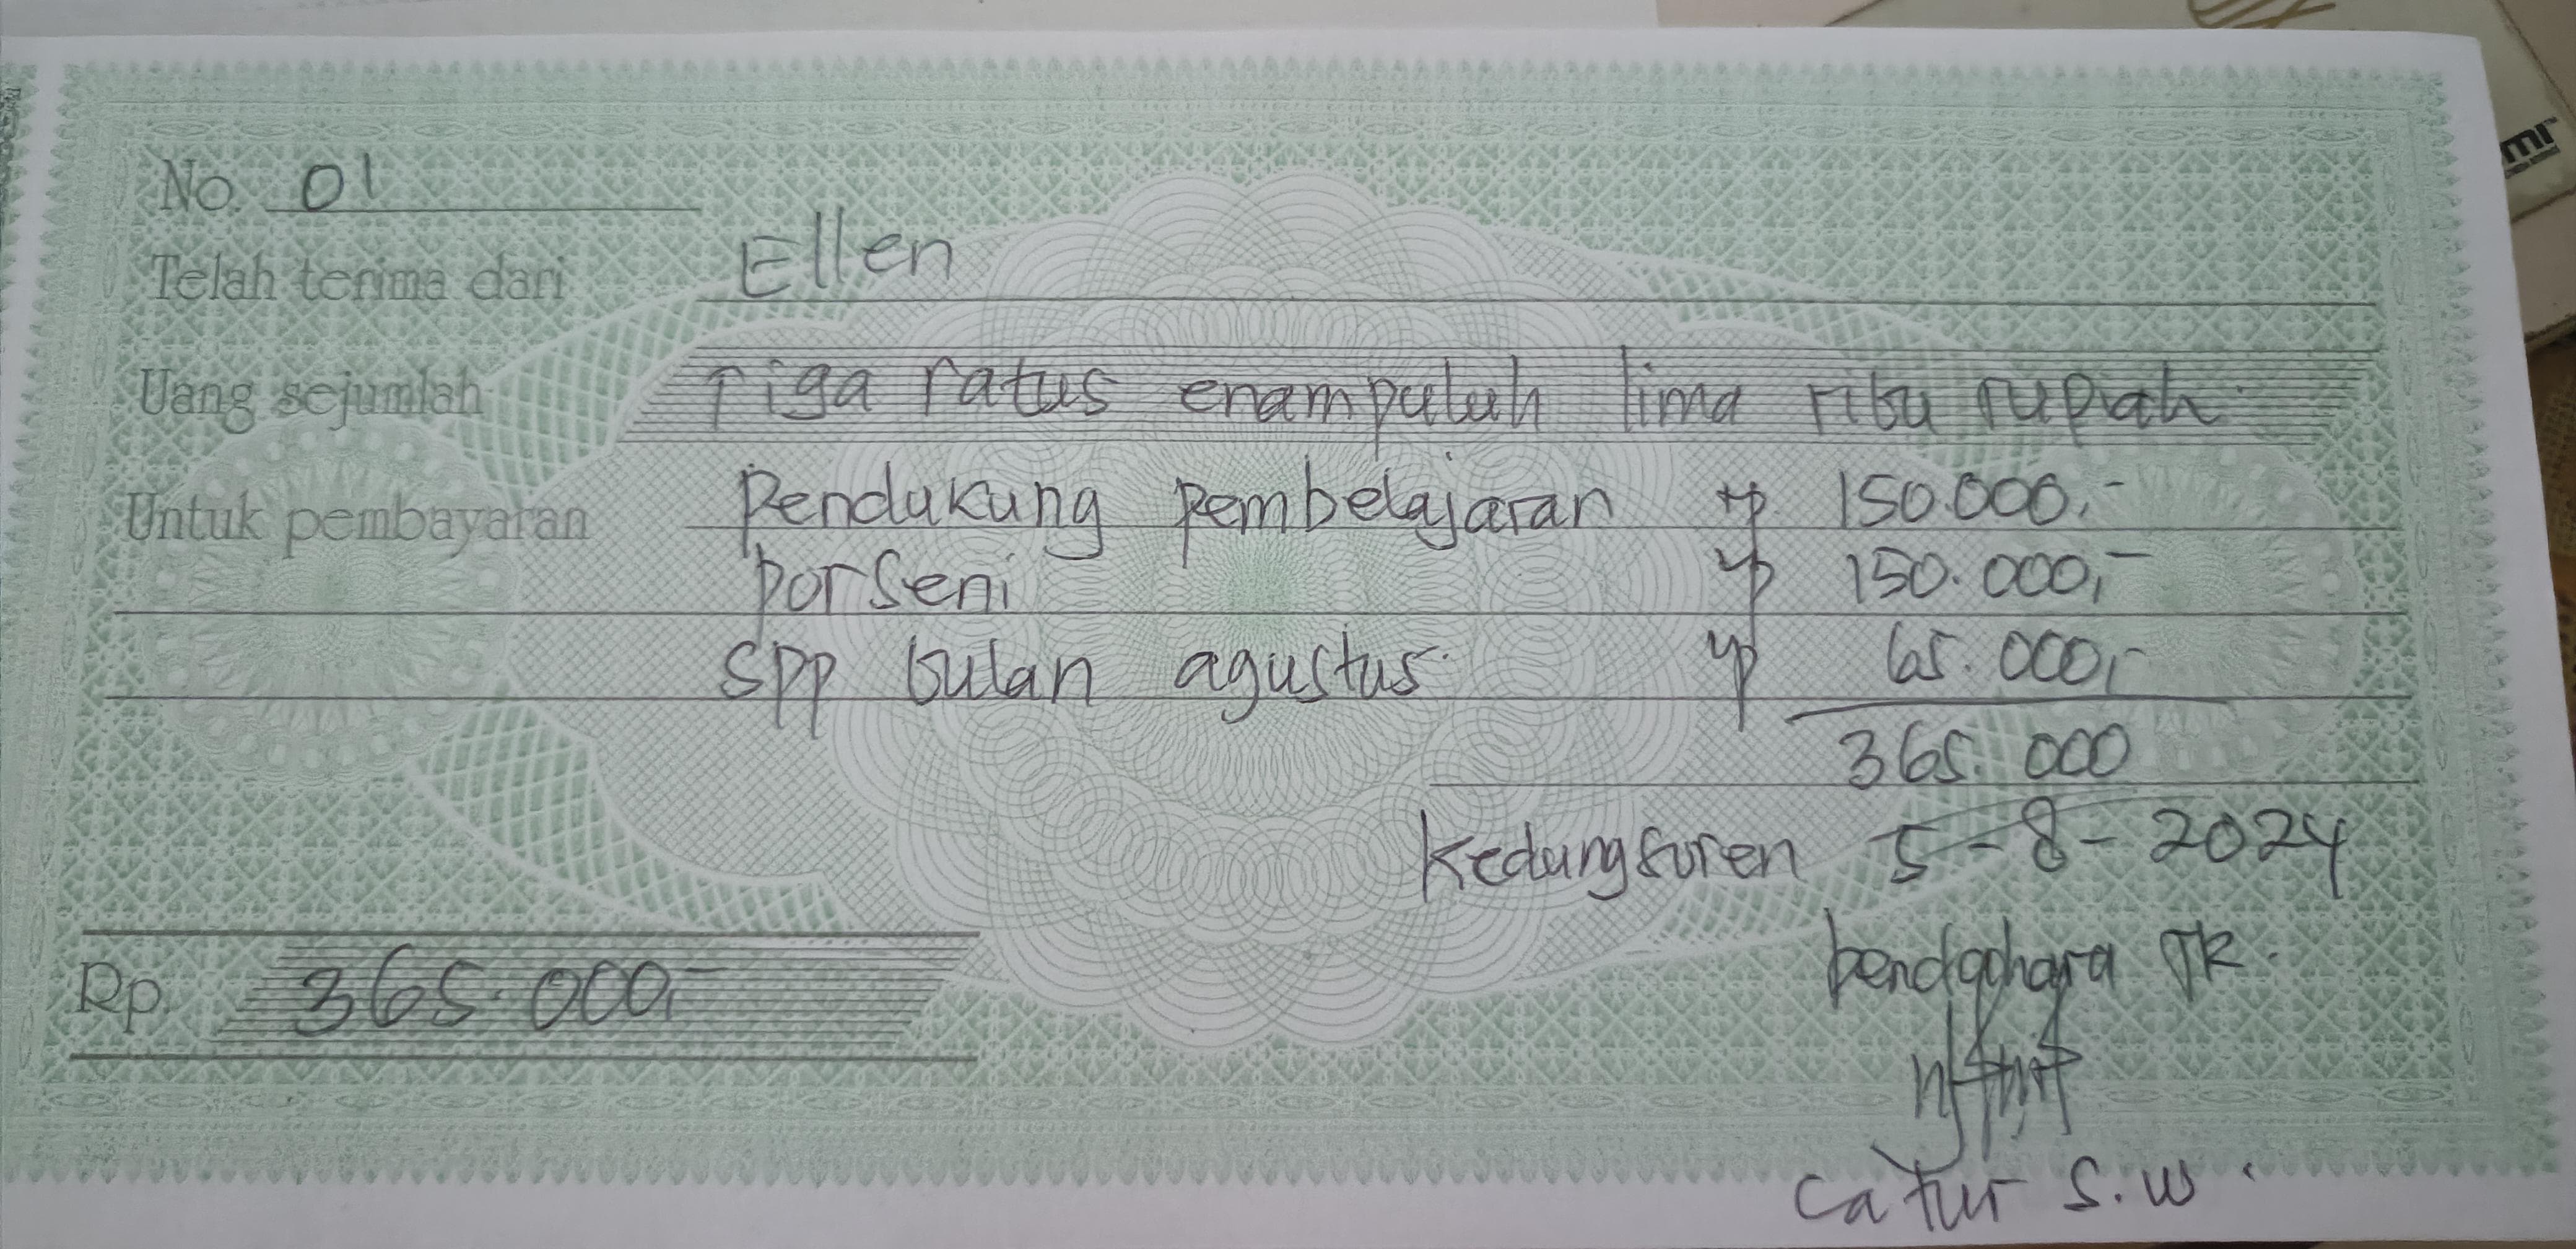 No. 01
Telah terima dari Ellen
Uang sejumlah Tiga ratus enampuluh lima ribu rupiah
Untuk pembayaran Pendukung pembelajaran Rp 150.000,-
porseni Rp 150.000,-
SPP bulan agustus. Rp 65.000,-
365.000
Kedungsuren 5-8-2024
bendahara TK.
Rp. 365.000,-
Catur S.W.
mr